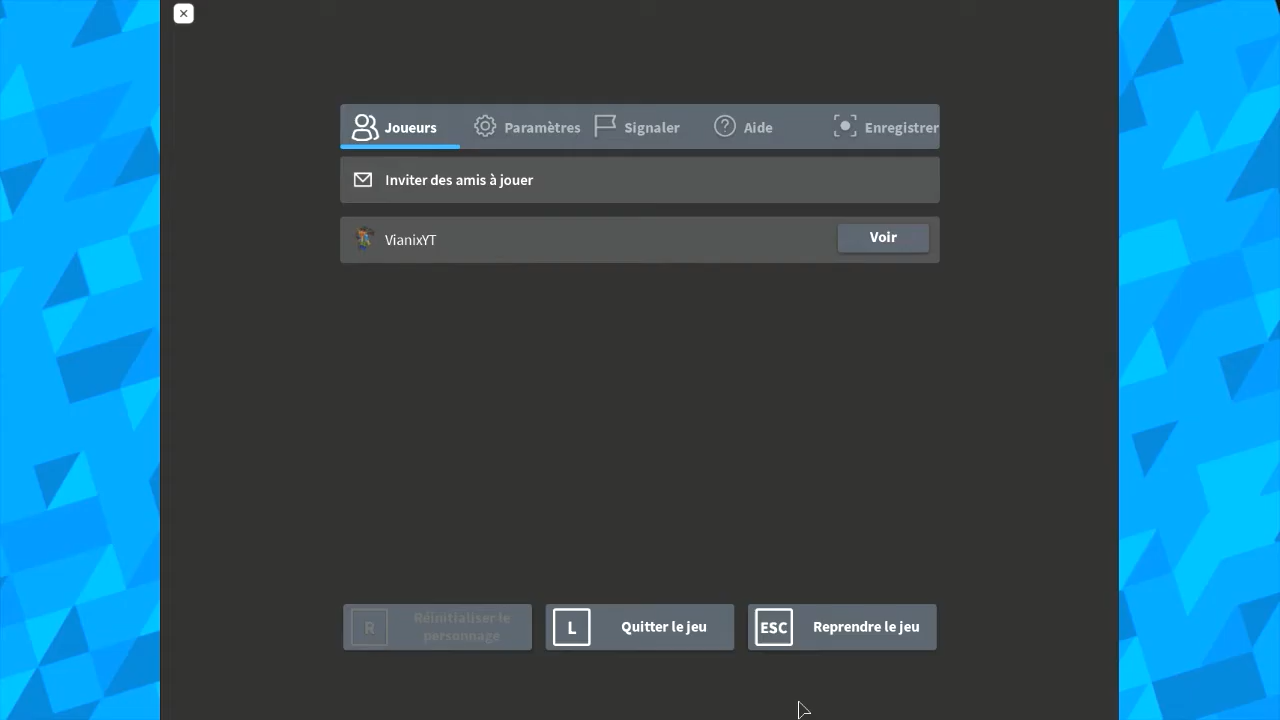 Joueurs Paramètres Signaler Aide Enregistrer
Inviter des amis à jouer
VianixYT Voir
R Réinitialiser le
personnage
L Quitter le jeu
ESC Reprendre le jeu